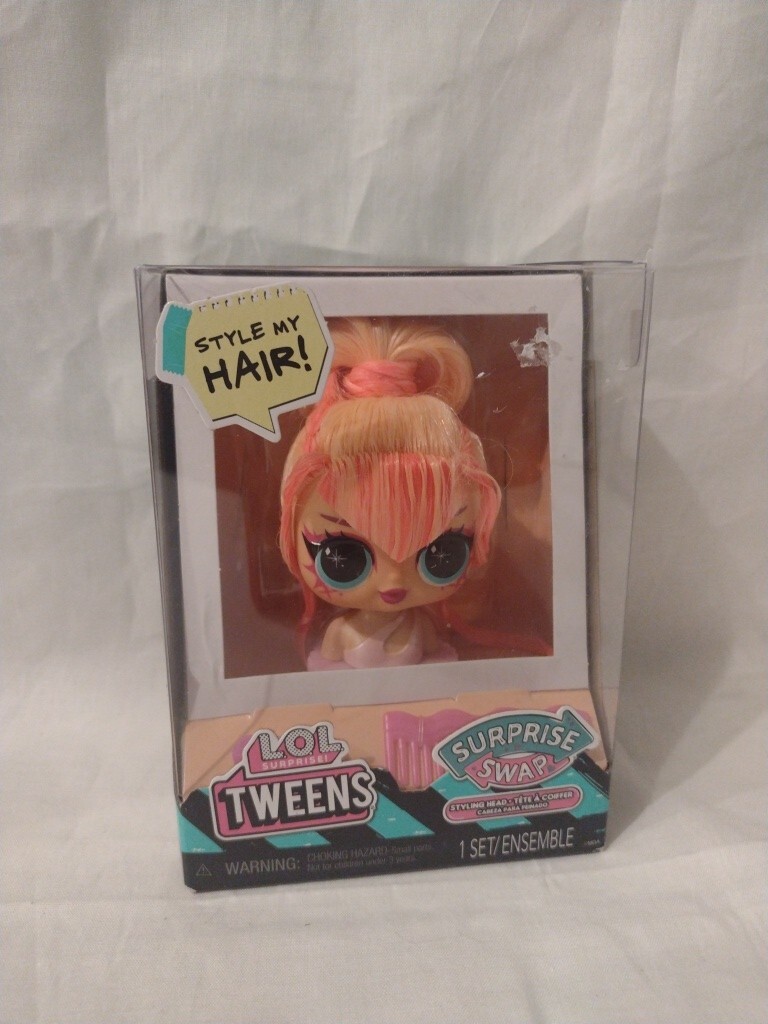 STYLE MY
HAIR!
L.O.L
SURPRISE!
TWEENS
SURPRISE
SWAP
STYLING HEAD • TÊTE À COIFFER
CABEZA PARA PEINADO
WARNING: CHOKING HAZARD-Small parts.
Not for children under 3 years.
1 SET/ENSEMBLE